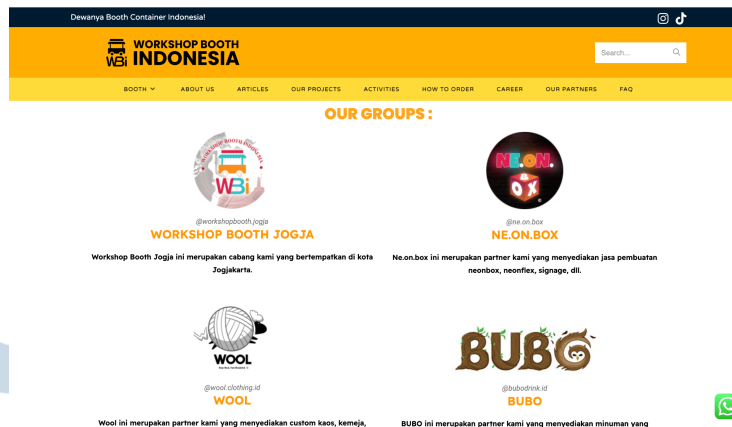 Dewanya Booth Container Indonesia!
WORKSHOP BOOTH
WBi INDONESIA
Search...
BOOTH
ABOUT US
ARTICLES
OUR PROJECTS
ACTIVITIES
HOW TO ORDER
CAREER
OUR PARTNERS
FAQ
OUR GROUPS :
WORKSHOP BOOTH INDONESIA
WBi
@workshopbooth.jogja
WORKSHOP BOOTH JOGJA
Workshop Booth Jogja ini merupakan cabang kami yang bertempatkan di kota
Jogjakarta.
NE.ON.
BOX
@ne.on.box
NE.ON.BOX
Ne.on.box ini merupakan partner kami yang menyediakan jasa pembuatan
neonbox, neonflex, signage, dll.
WOOL
@wool.clothing.id
WOOL
Wool ini merupakan partner kami yang menyediakan custom kaos, kemeja,
BUBO
@bubodrink.id
BUBO
BUBO ini merupakan partner kami yang menyediakan minuman yang